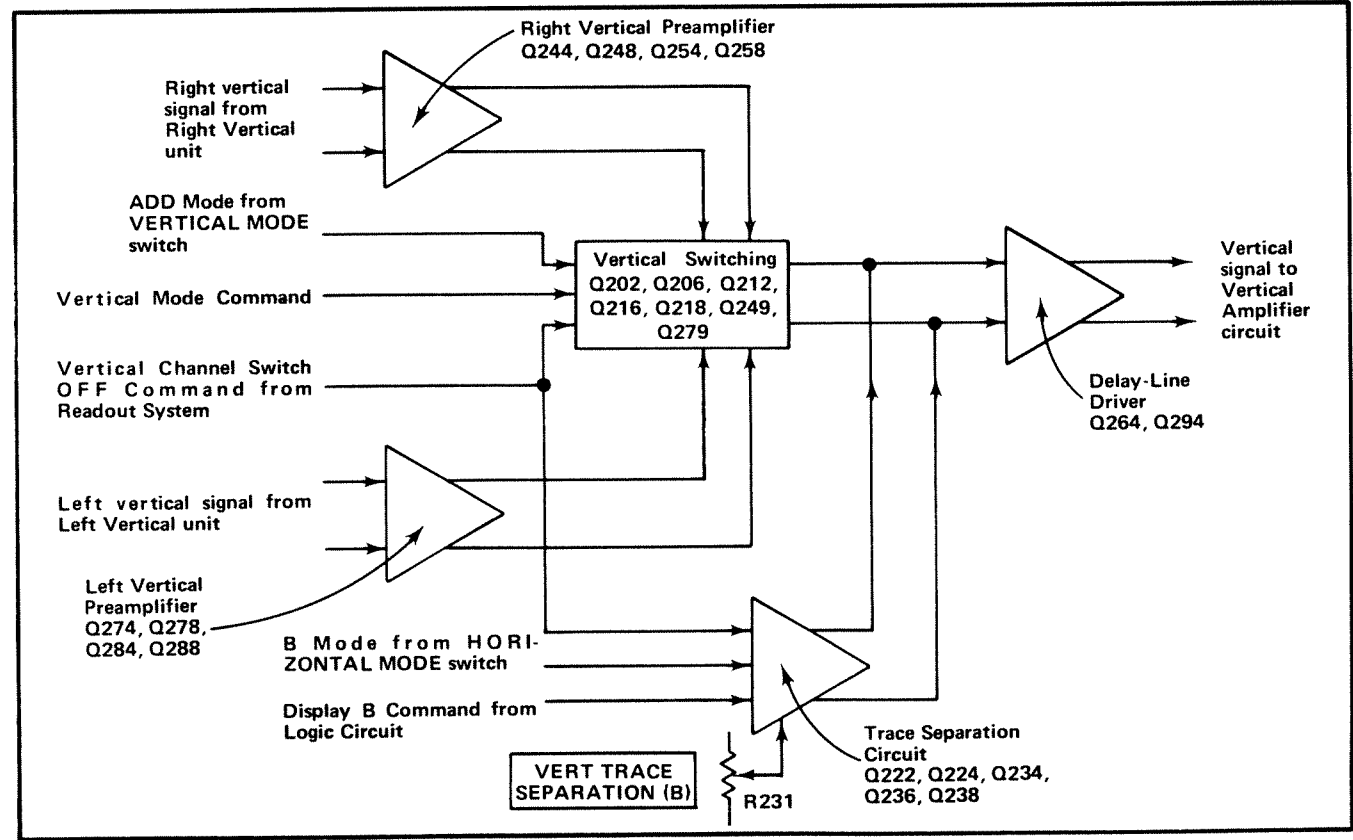 Right Vertical Preamplifier
Q244, Q248, Q254, Q258
Right vertical
signal from
Right Vertical
unit
ADD Mode from
VERTICAL MODE
switch
Vertical Mode Command
Vertical Channel Switch
OFF Command from
Readout System
Vertical Switching
Q202, Q206, Q212,
Q216, Q218, Q249,
Q279
Vertical
signal to
Vertical
Amplifier
circuit
Delay-Line
Driver
Q264, Q294
Left vertical signal from
Left Vertical unit
Left Vertical
Preamplifier
Q274, Q278,
Q284, Q288
B Mode from HORI-
ZONTAL MODE switch
Display B Command from
Logic Circuit
VERT TRACE
SEPARATION (B)
R231
Trace Separation
Circuit
Q222, Q224, Q234,
Q236, Q238